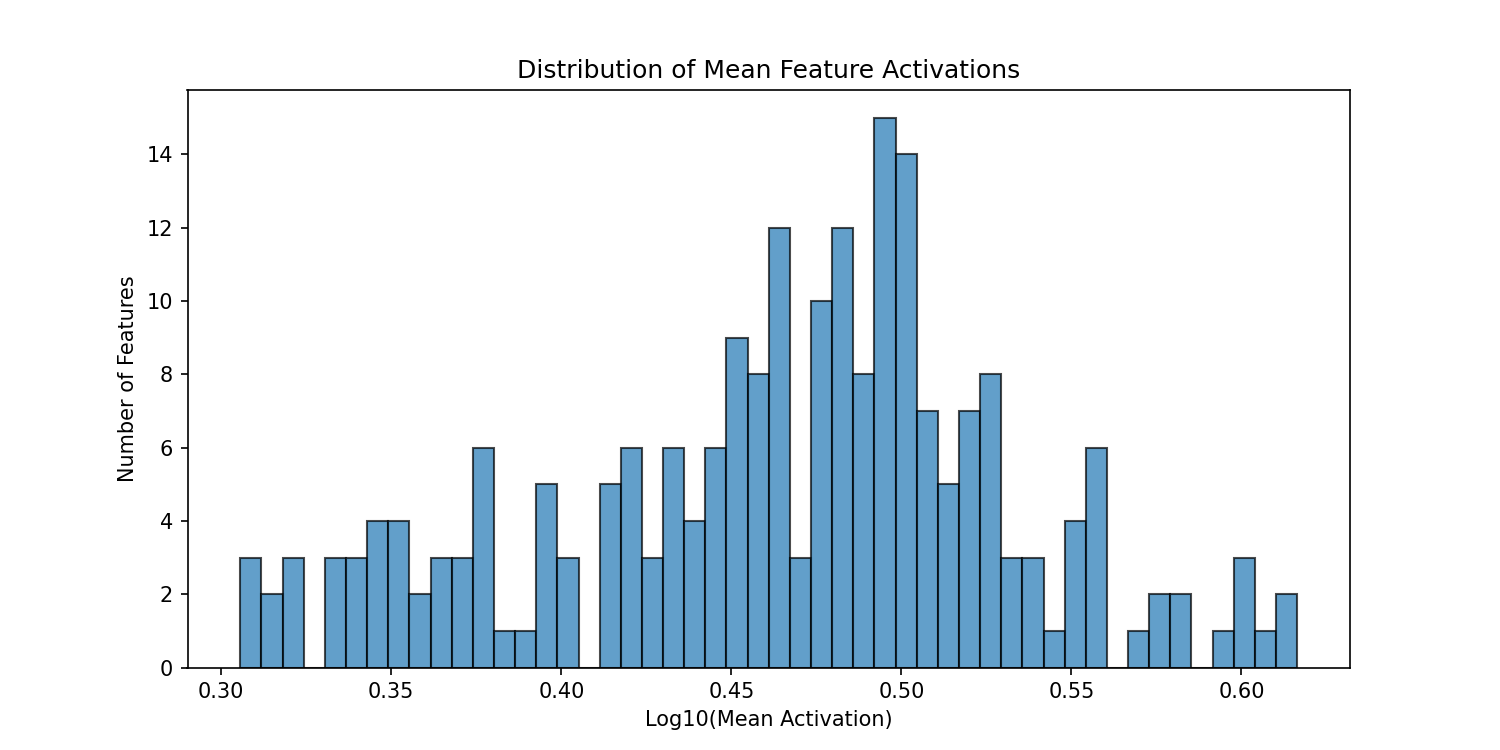 Distribution of Mean Feature Activations
Number of Features
14
12
10
8
6
4
2
0
0.30 0.35 0.40 0.45 0.50 0.55 0.60
Log10(Mean Activation)